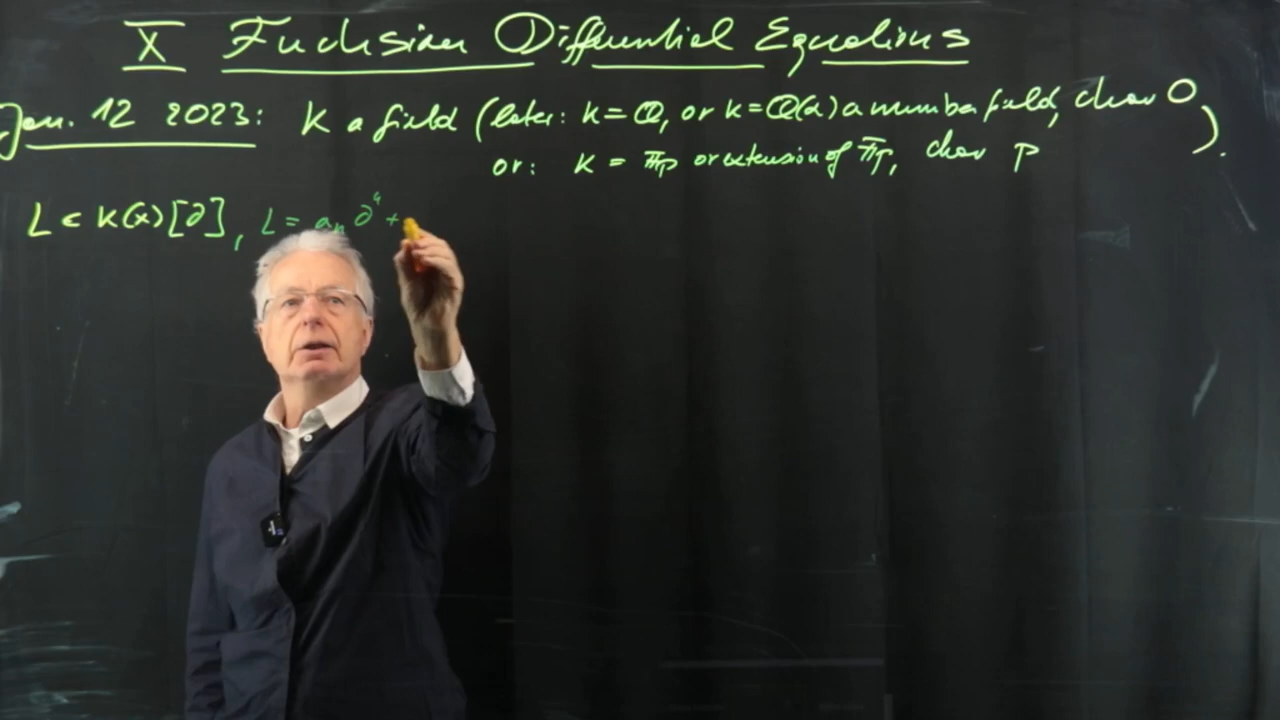 X Fuchsian Differential Equations
Jan. 12 2023: K a field (later: k = ℚ, or k = ℚ(α) a number field, char 0,
or: k = 𝔽p or extension of 𝔽p, char p ).
L ∈ K(x)[∂], L = aₙ ∂ⁿ +